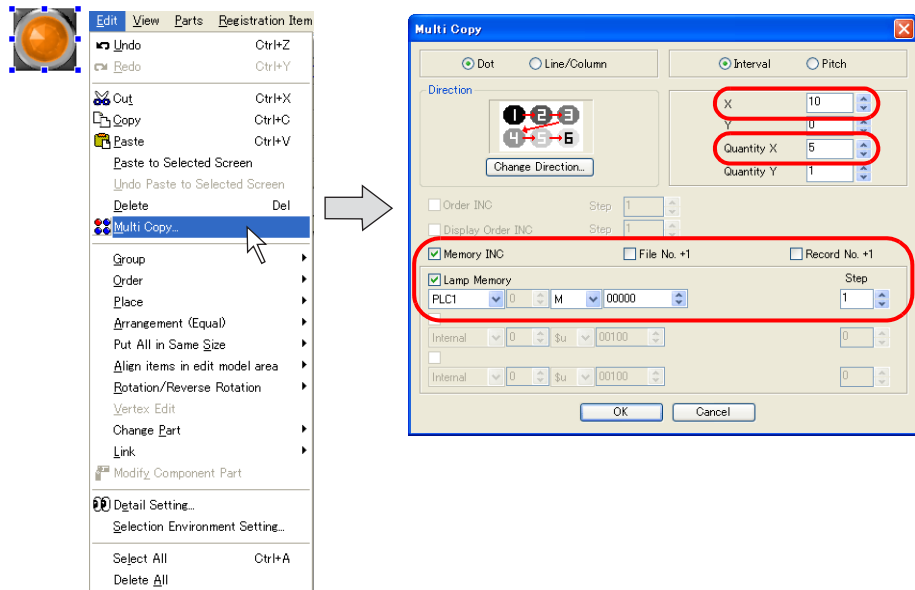 Edit View Parts Registration Item
Undo Ctrl+Z
Redo Ctrl+Y
Cut Ctrl+X
Copy Ctrl+C
Paste Ctrl+V
Paste to Selected Screen
Undo Paste to Selected Screen
Delete Del
Multi Copy...
Group
Order
Place
Arrangement (Equal)
Put All in Same Size
Align items in edit model area
Rotation/Reverse Rotation
Vertex Edit
Change Part
Link
Modify Component Part
Detail Setting...
Selection Environment Setting...
Select All Ctrl+A
Delete All
Multi Copy
Dot Line/Column Interval Pitch
Direction
1 2 3
4 5 6
Change Direction...
X 10
Y 0
Quantity X 5
Quantity Y 1
Order INC Step 1
Display Order INC Step 1
Memory INC File No. +1 Record No. +1
Lamp Memory Step
PLC1 0 M 00000 1
Internal 0 $u 00100 0
Internal 0 $u 00100 0
OK Cancel